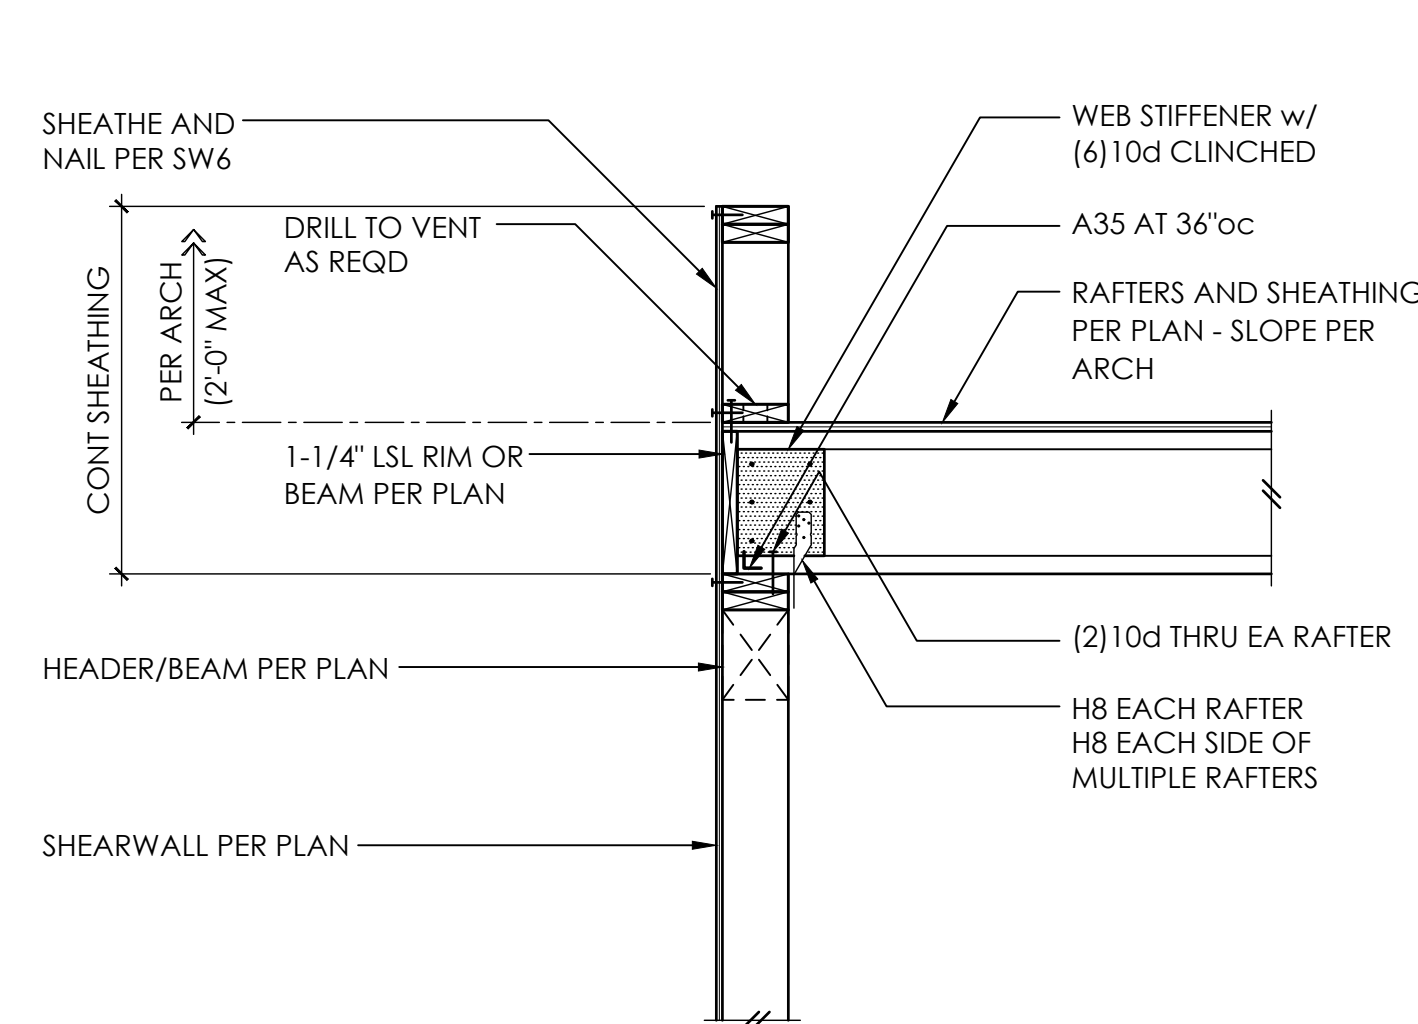 SHEATHE AND
NAIL PER SW6
DRILL TO VENT
AS REQD
CONT SHEATHING
PER ARCH
(2'-0" MAX)
1-1/4" LSL RIM OR
BEAM PER PLAN
HEADER/BEAM PER PLAN
SHEARWALL PER PLAN
WEB STIFFENER w/
(6)10d CLINCHED
A35 AT 36"oc
RAFTERS AND SHEATHING
PER PLAN - SLOPE PER
ARCH
(2)10d THRU EA RAFTER
H8 EACH RAFTER
H8 EACH SIDE OF
MULTIPLE RAFTERS